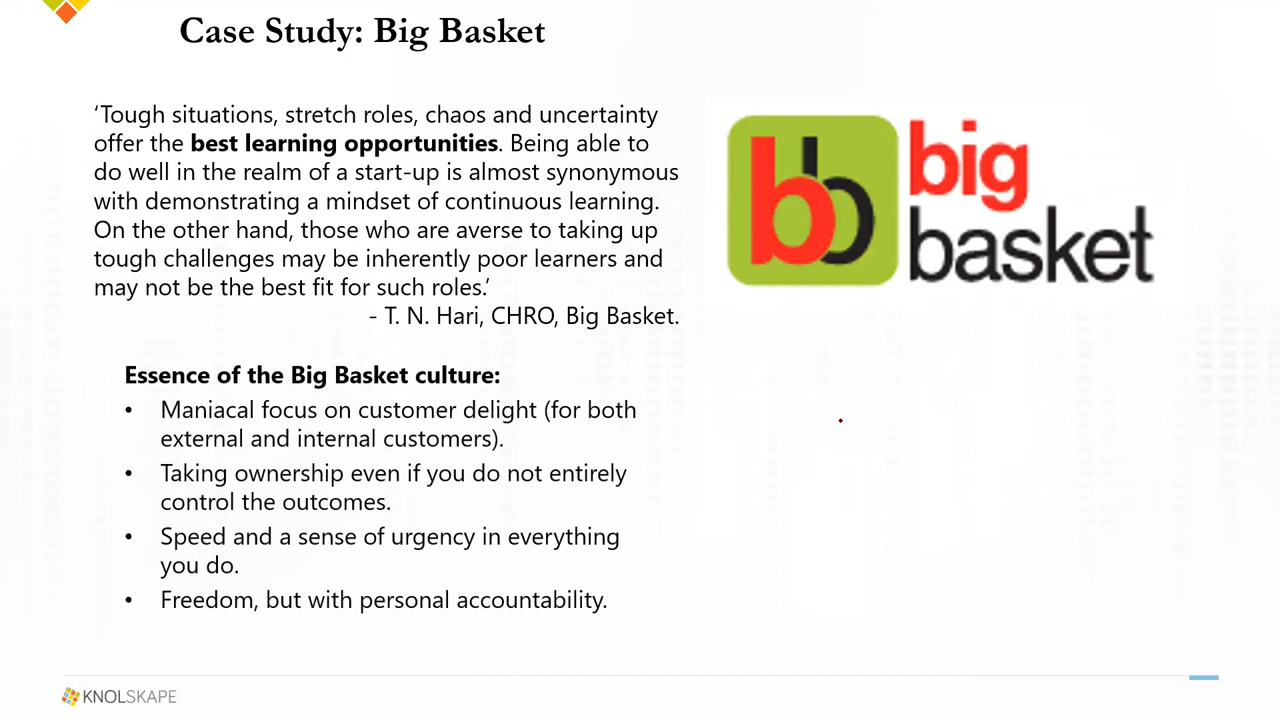 Case Study: Big Basket
‘Tough situations, stretch roles, chaos and uncertainty
offer the best learning opportunities. Being able to
do well in the realm of a start-up is almost synonymous
with demonstrating a mindset of continuous learning.
On the other hand, those who are averse to taking up
tough challenges may be inherently poor learners and
may not be the best fit for such roles.’
- T. N. Hari, CHRO, Big Basket.
bb
big
basket
Essence of the Big Basket culture:
• Maniacal focus on customer delight (for both
external and internal customers).
• Taking ownership even if you do not entirely
control the outcomes.
• Speed and a sense of urgency in everything
you do.
• Freedom, but with personal accountability.
KNOLSKAPE